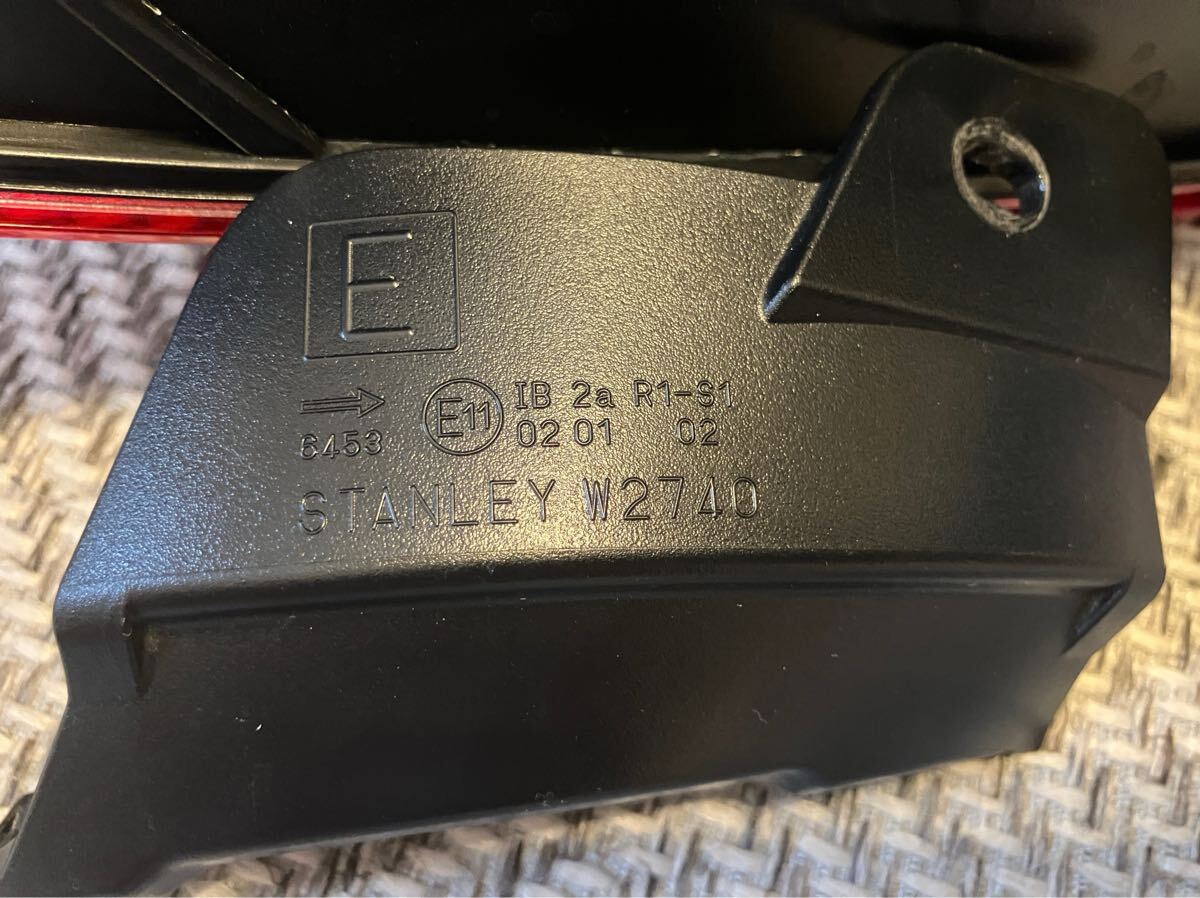 E
IB 2a R1-S1
E11
02 01 02
6453
STANLEY W2740